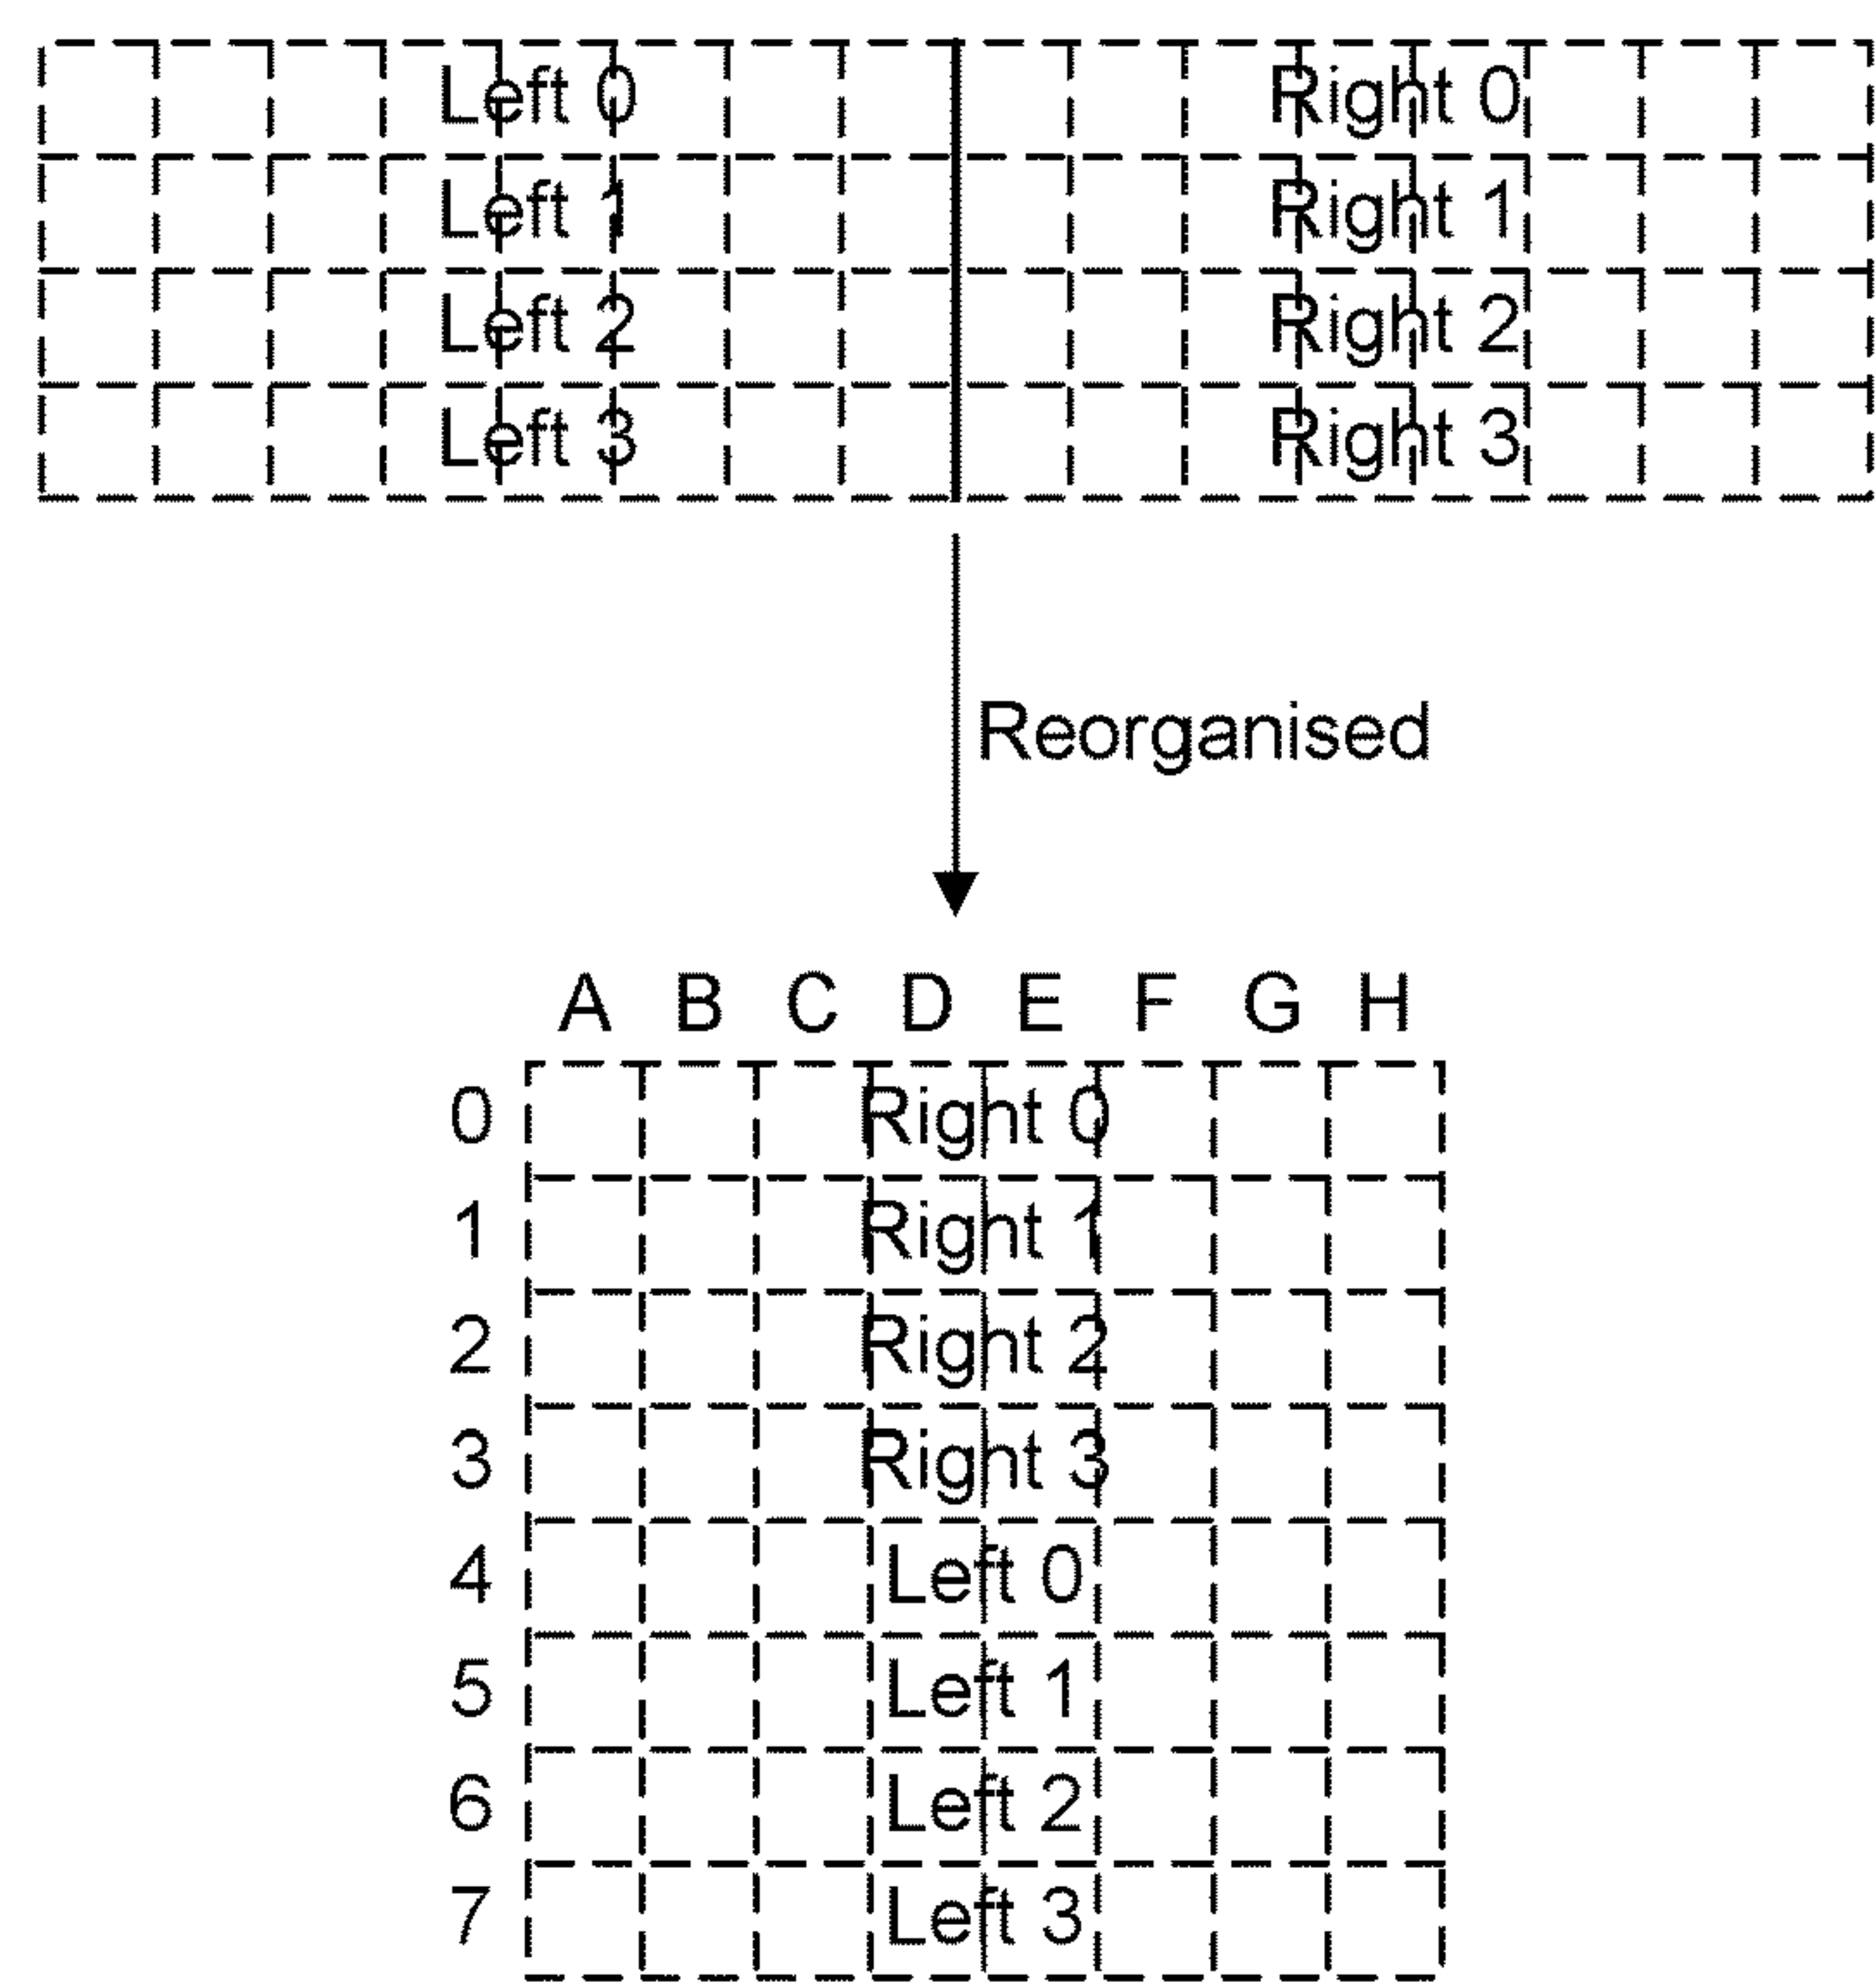 Left 0 Right 0
Left 1 Right 1
Left 2 Right 2
Left 3 Right 3
Reorganised
A B C D E F G H
0 Right 0
1 Right 1
2 Right 2
3 Right 3
4 Left 0
5 Left 1
6 Left 2
7 Left 3